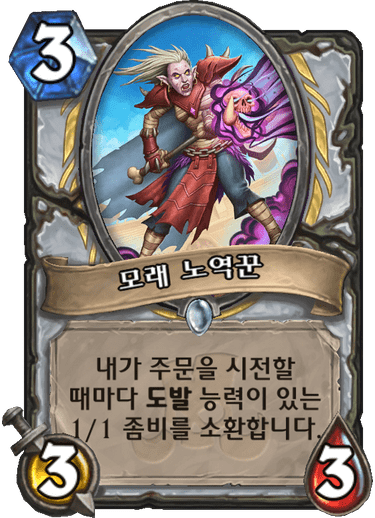 3
모래 노역꾼
내가 주문을 시전할
때마다 도발 능력이 있는
1/1 좀비를 소환합니다.
3
3